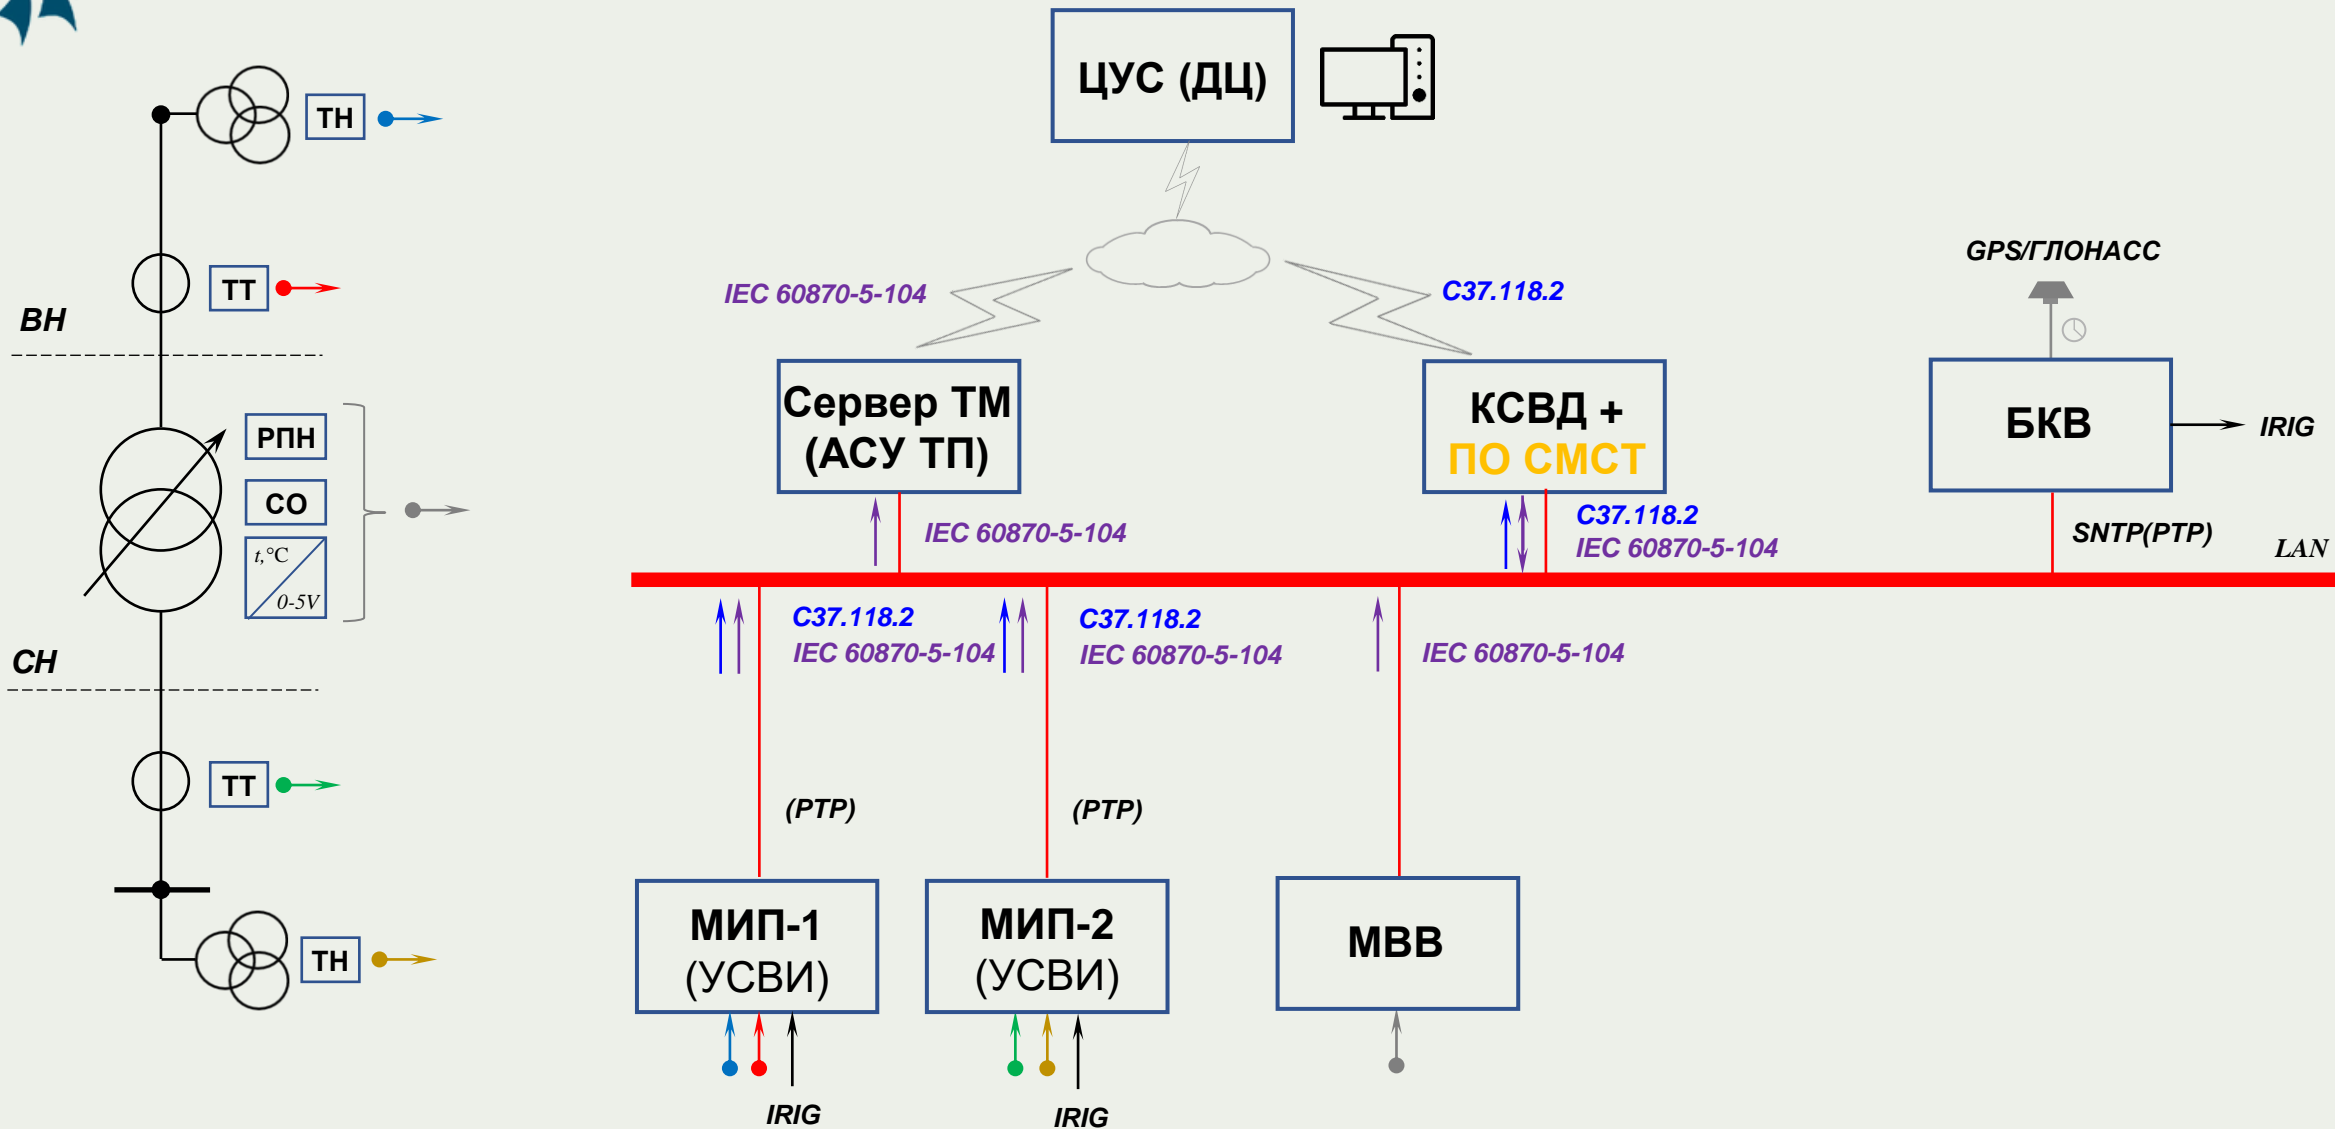 ЦУС (ДЦ)
ТН
ТТ
ВН
РПН
СО
t,°C
0-5V
СН
ТТ
ТН
IEC 60870-5-104
C37.118.2
GPS/ГЛОНАСС
Сервер ТМ
(АСУ ТП)
КСВД +
ПО СМСТ
БКВ
IRIG
IEC 60870-5-104
C37.118.2
IEC 60870-5-104
SNTP(PTP)
LAN
C37.118.2
IEC 60870-5-104
C37.118.2
IEC 60870-5-104
IEC 60870-5-104
(PTP)
(PTP)
МИП-1
(УСВИ)
МИП-2
(УСВИ)
МВВ
IRIG
IRIG